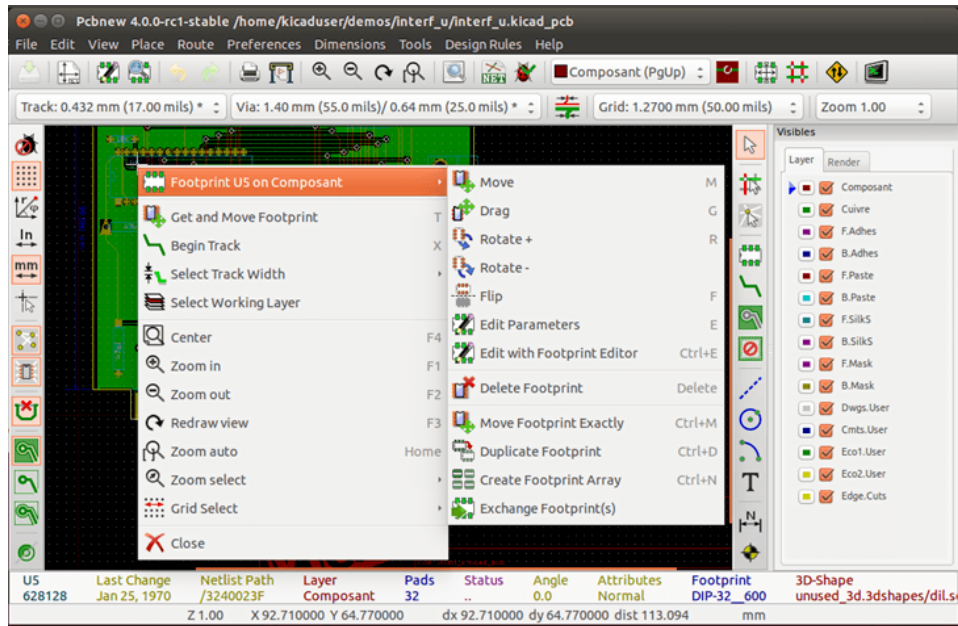 Pcbnew 4.0.0-rc1-stable /home/kicaduser/demos/interf_u/interf_u.kicad_pcb
File Edit View Place Route Preferences Dimensions Tools Design Rules Help
NET Composant (PgUp)
Track: 0.432 mm (17.00 mils) * Via: 1.40 mm (55.0 mils)/ 0.64 mm (25.0 mils) * Grid: 1.2700 mm (50.00 mils) Zoom 1.00
In
mm
Footprint U5 on Composant
Get and Move Footprint T
Begin Track X
Select Track Width
Select Working Layer
Center F4
Zoom in F1
Zoom out F2
Redraw view F3
Zoom auto Home
Zoom select
Grid Select
Close
Move M
Drag G
Rotate + R
Rotate -
Flip F
Edit Parameters E
Edit with Footprint Editor Ctrl+E
Delete Footprint Delete
Move Footprint Exactly Ctrl+M
Duplicate Footprint Ctrl+D
Create Footprint Array Ctrl+N
Exchange Footprint(s)
T
N
Visibles
Layer Render
Composant
Cuivre
F.Adhes
B.Adhes
F.Paste
B.Paste
F.SilkS
B.SilkS
F.Mask
B.Mask
Dwgs.User
Cmts.User
Eco1.User
Eco2.User
Edge.Cuts
U5 Last Change Netlist Path Layer Pads Status Angle Attributes Footprint 3D-Shape
628128 Jan 25, 1970 /3240023F Composant 32 .. 0.0 Normal DIP-32__600 unused_3d.3dshapes/dil.s
Z 1.00 X 92.710000 Y 64.770000 dx 92.710000 dy 64.770000 dist 113.094 mm